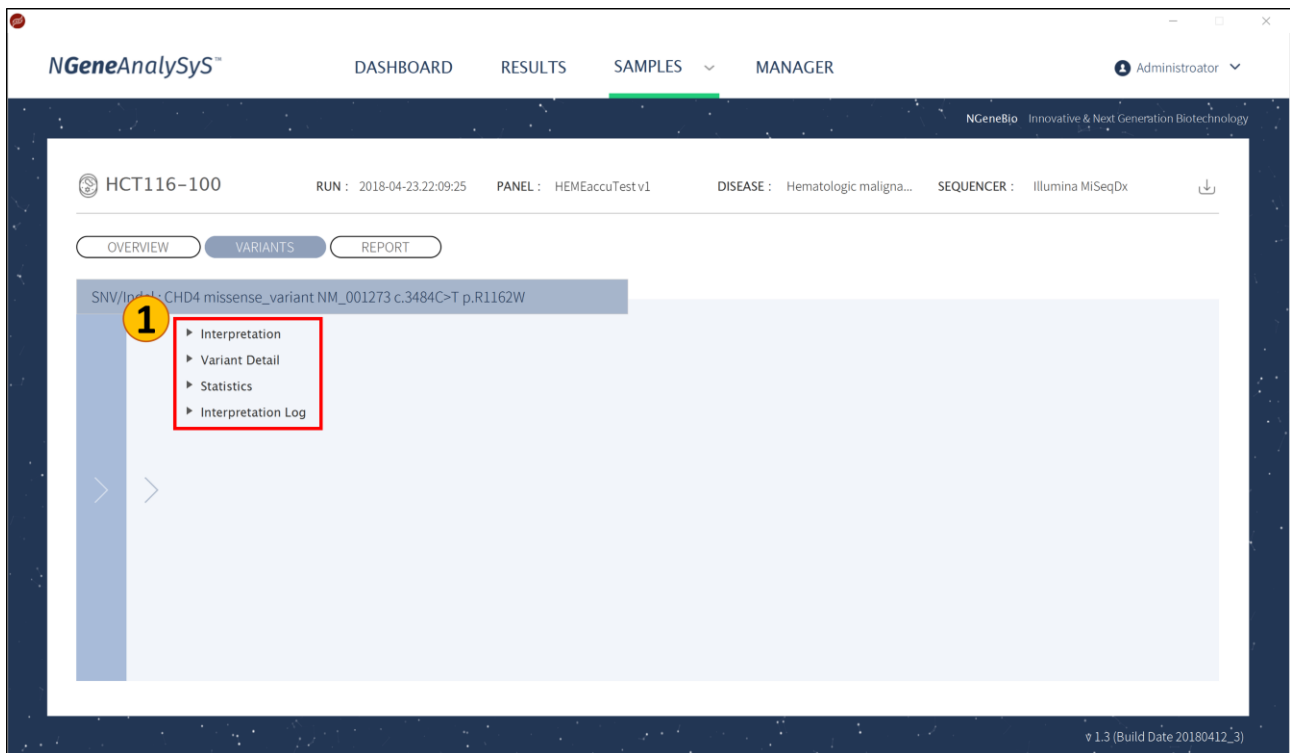 NGeneAnalySyS™ DASHBOARD RESULTS SAMPLES MANAGER Administroator
NGeneBio Innovative & Next Generation Biotechnology
HCT116-100 RUN : 2018-04-23.22:09:25 PANEL : HEMEaccuTest v1 DISEASE : Hematologic maligna... SEQUENCER : Illumina MiSeqDx
OVERVIEW VARIANTS REPORT
SNV/Indel : CHD4 missense_variant NM_001273 c.3484C>T p.R1162W
1
Interpretation
Variant Detail
Statistics
Interpretation Log
v 1.3 (Build Date 20180412_3)